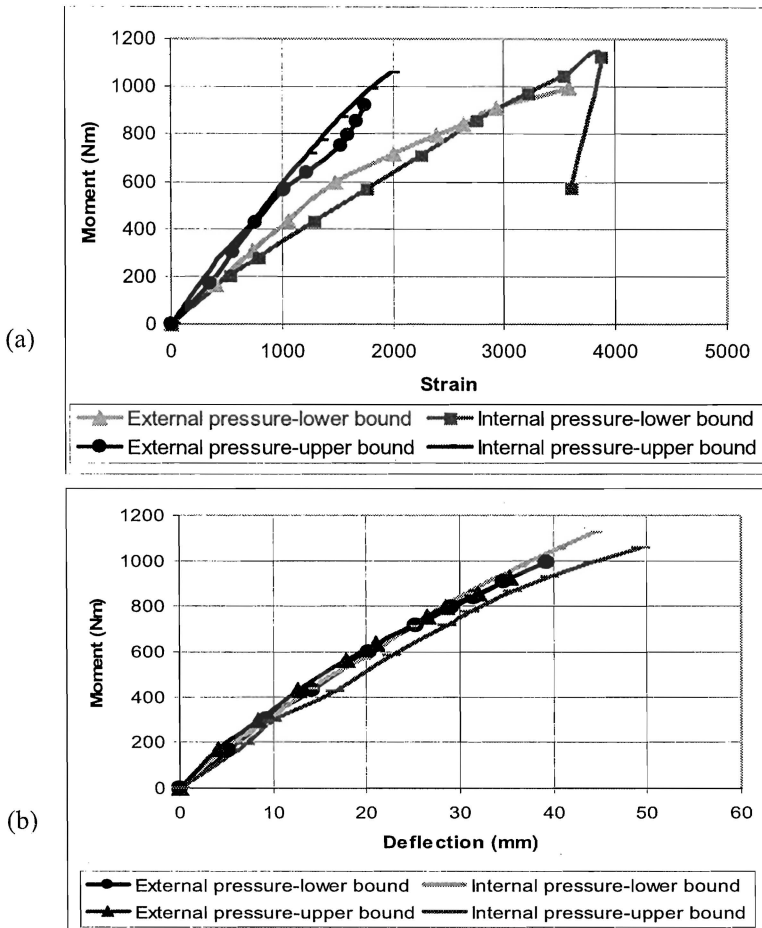 (a)
Moment (Nm)
1200
1000
800
600
400
200
0
0 1000 2000 3000 4000 5000
Strain
External pressure-lower bound Internal pressure-lower bound
External pressure-upper bound Internal pressure-upper bound
(b)
Moment (Nm)
1200
1000
800
600
400
200
0
0 10 20 30 40 50 60
Deflection (mm)
External pressure-lower bound Internal pressure-lower bound
External pressure-upper bound Internal pressure-upper bound